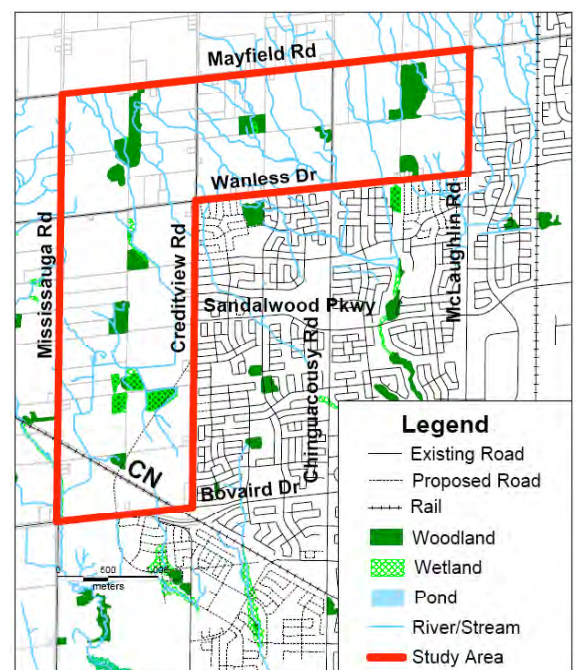 Mayfield Rd
Wanless Dr
Mississauga Rd
Creditview Rd
McLaughlin Rd
Sandalwood Pkwy
Chinguacousy Rd
CN
Bovaird Dr
0 500 1,000
meters
Legend
Existing Road
Proposed Road
Rail
Woodland
Wetland
Pond
River/Stream
Study Area